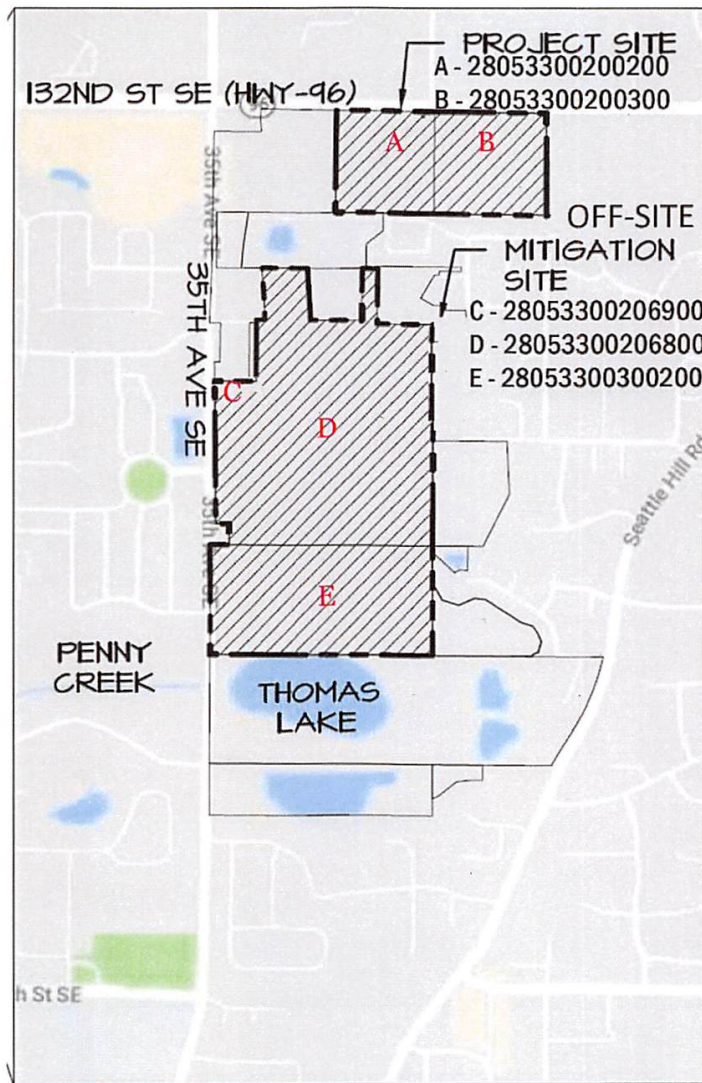 PROJECT SITE
A - 28053300200200
132ND ST SE (HWY-96)
B - 28053300200300
96
A
B
35th Ave SE
OFF-SITE
MITIGATION
SITE
35TH AVE SE
C - 28053300206900
D - 28053300206800
E - 28053300300200
C
D
Seattle Hill Rd
35th Ave SE
E
PENNY
CREEK
THOMAS
LAKE
h St SE